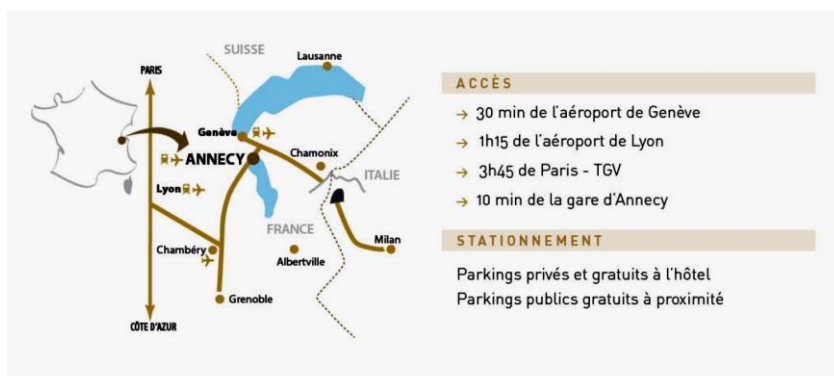 SUISSE
Lausanne
PARIS
Genève
ANNECY
Chamonix
ITALIE
Lyon
FRANCE
Chambéry
Albertville
Milan
Grenoble
CÔTE D'AZUR
ACCÈS
→ 30 min de l'aéroport de Genève
→ 1h15 de l'aéroport de Lyon
→ 3h45 de Paris - TGV
→ 10 min de la gare d'Annecy
STATIONNEMENT
Parkings privés et gratuits à l'hôtel
Parkings publics gratuits à proximité